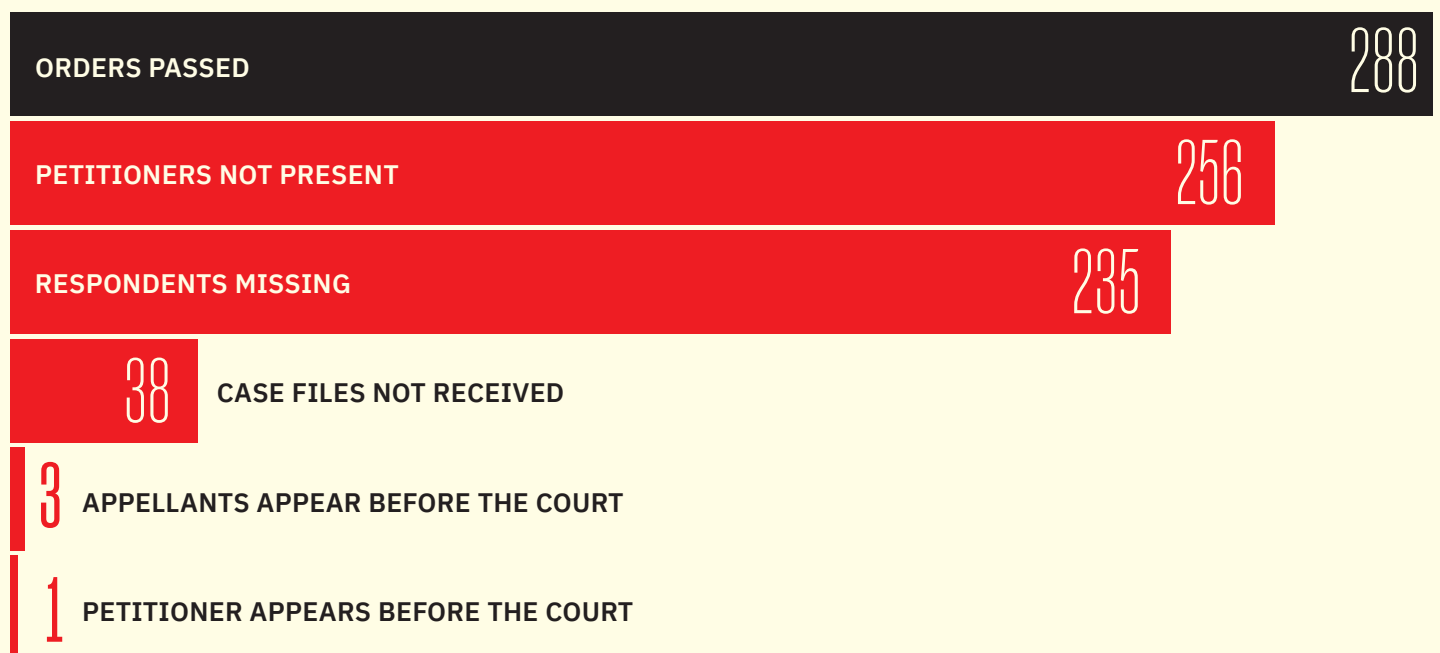 ORDERS PASSED 288
PETITIONERS NOT PRESENT 256
RESPONDENTS MISSING 235
38 CASE FILES NOT RECEIVED
3 APPELLANTS APPEAR BEFORE THE COURT
1 PETITIONER APPEARS BEFORE THE COURT